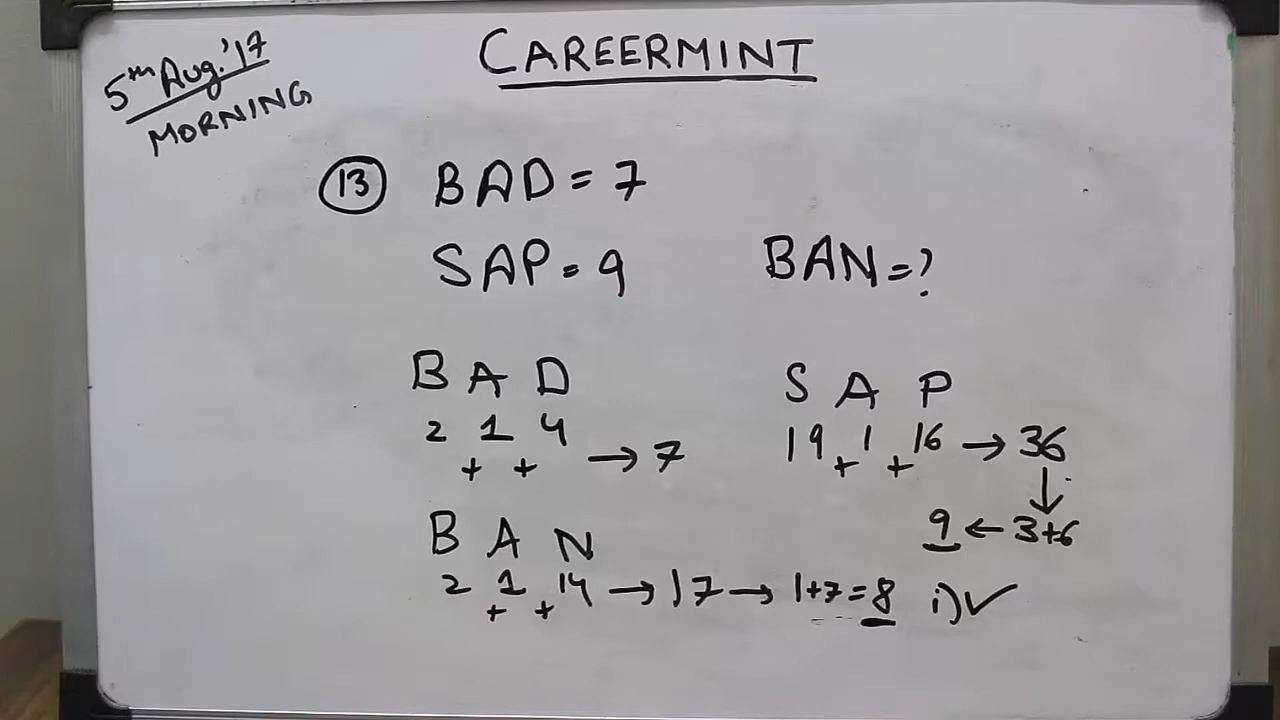 CAREERMINT
5th Aug.'17
MORNING
13 BAD = 7
SAP = 9 BAN = ?
B A D
2 + 1 + 4 → 7
S A P
19 + 1 + 16 → 36
↓
9 ← 3+6
B A N
2 + 1 + 14 → 17 → 1+7=8 i) ✓